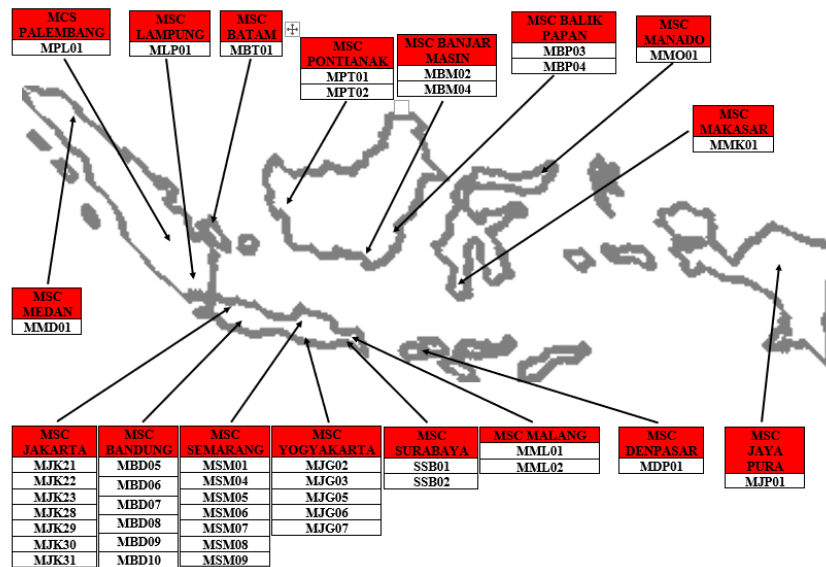 MCS
PALEMBANG
MPL01
MSC
LAMPUNG
MLP01
MSC
BATAM
MBT01
MSC
PONTIANAK
MPT01
MPT02
MSC BANJAR
MASIN
MBM02
MBM04
MSC BALIK
PAPAN
MBP03
MBP04
MSC
MANADO
MMO01
MSC
MAKASAR
MMK01
MSC
MEDAN
MMD01
MSC
JAKARTA
MJK21
MJK22
MJK23
MJK28
MJK29
MJK30
MJK31
MSC
BANDUNG
MBD05
MBD06
MBD07
MBD08
MBD09
MBD10
MSC
SEMARANG
MSM01
MSM04
MSM05
MSM06
MSM07
MSM08
MSM09
MSC
YOGYAKARTA
MJG02
MJG03
MJG05
MJG06
MJG07
MSC
SURABAYA
SSB01
SSB02
MSC MALANG
MML01
MML02
MSC
DENPASAR
MDP01
MSC
JAYA
PURA
MJP01